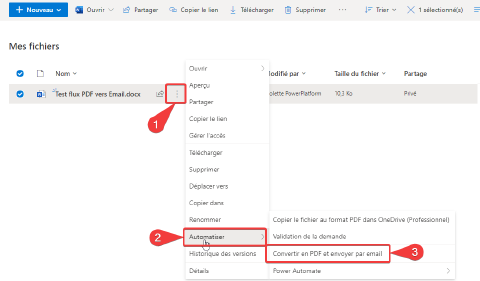 + Nouveau Ouvrir Partager Copier le lien Télécharger Supprimer ... Trier 1 sélectionné(s)
Mes fichiers
Nom odifié par Taille du fichier Partage
Test flux PDF vers Email.docx olette PowerPlatform 10,3 Ko Privé
1
Ouvrir
Aperçu
Partager
Copier le lien
Gérer l'accès
Télécharger
Supprimer
Déplacer vers
Copier dans
Renommer
2 Automatiser
Historique des versions
Détails
Copier le fichier au format PDF dans OneDrive (Professionnel)
Validation de la demande
Convertir en PDF et envoyer par email 3
Power Automate